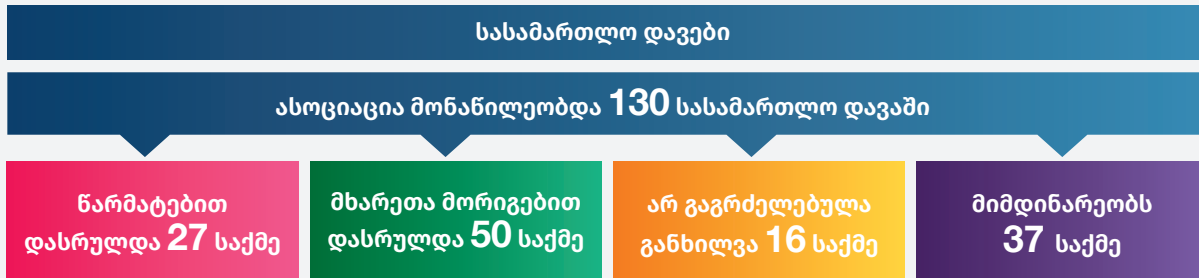 სასამართლო დავები
ასოციაცია მონაწილეობდა 130 სასამართლო დავაში
წარმატებით
დასრულდა 27 საქმე
მხარეთა მორიგებით
დასრულდა 50 საქმე
არ გაგრძელებულა
განხილვა 16 საქმე
მიმდინარეობს
37 საქმე